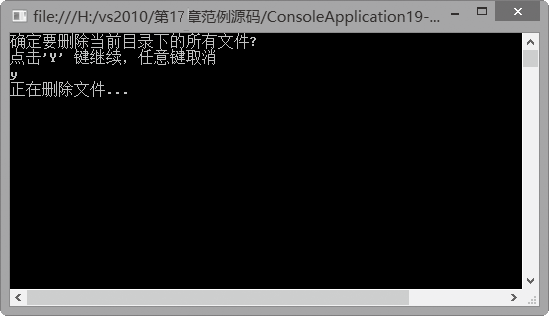 file:///H:/vs2010/第17章范例源码/ConsoleApplication19-...
确定要删除当前目录下的所有文件?
点击'Y' 键继续，任意键取消
y
正在删除文件...